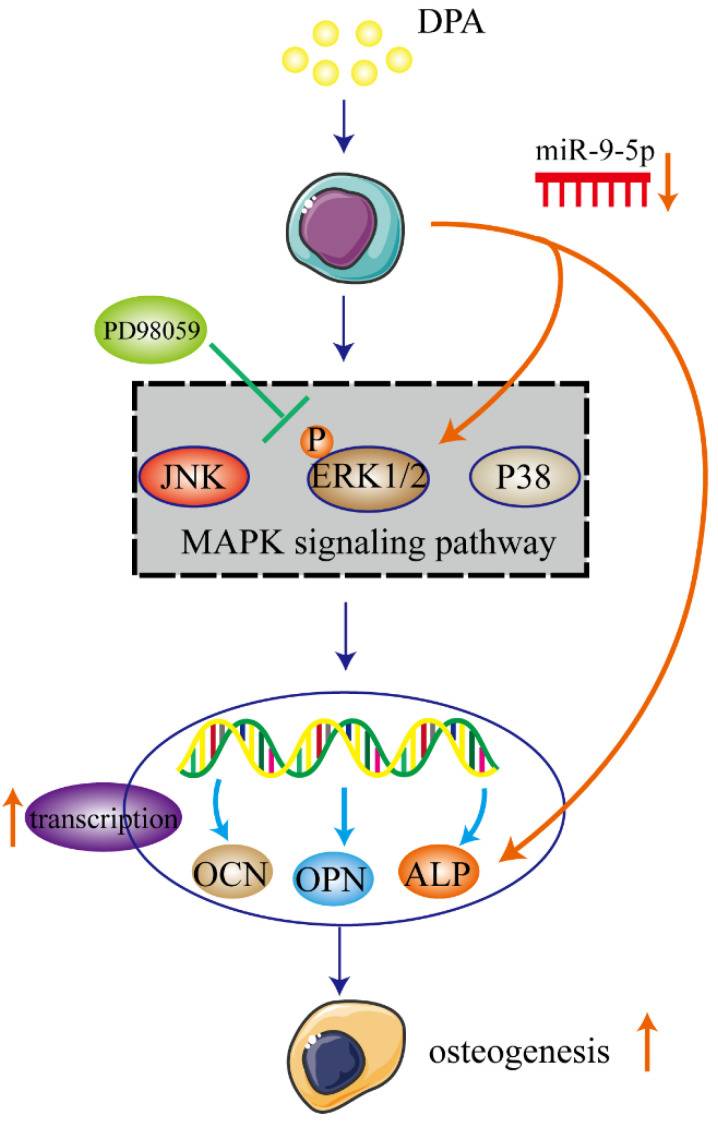 DPA
miR-9-5p
PD98059
P
JNK
ERK1/2
P38
MAPK signaling pathway
transcription
OCN
OPN
ALP
osteogenesis